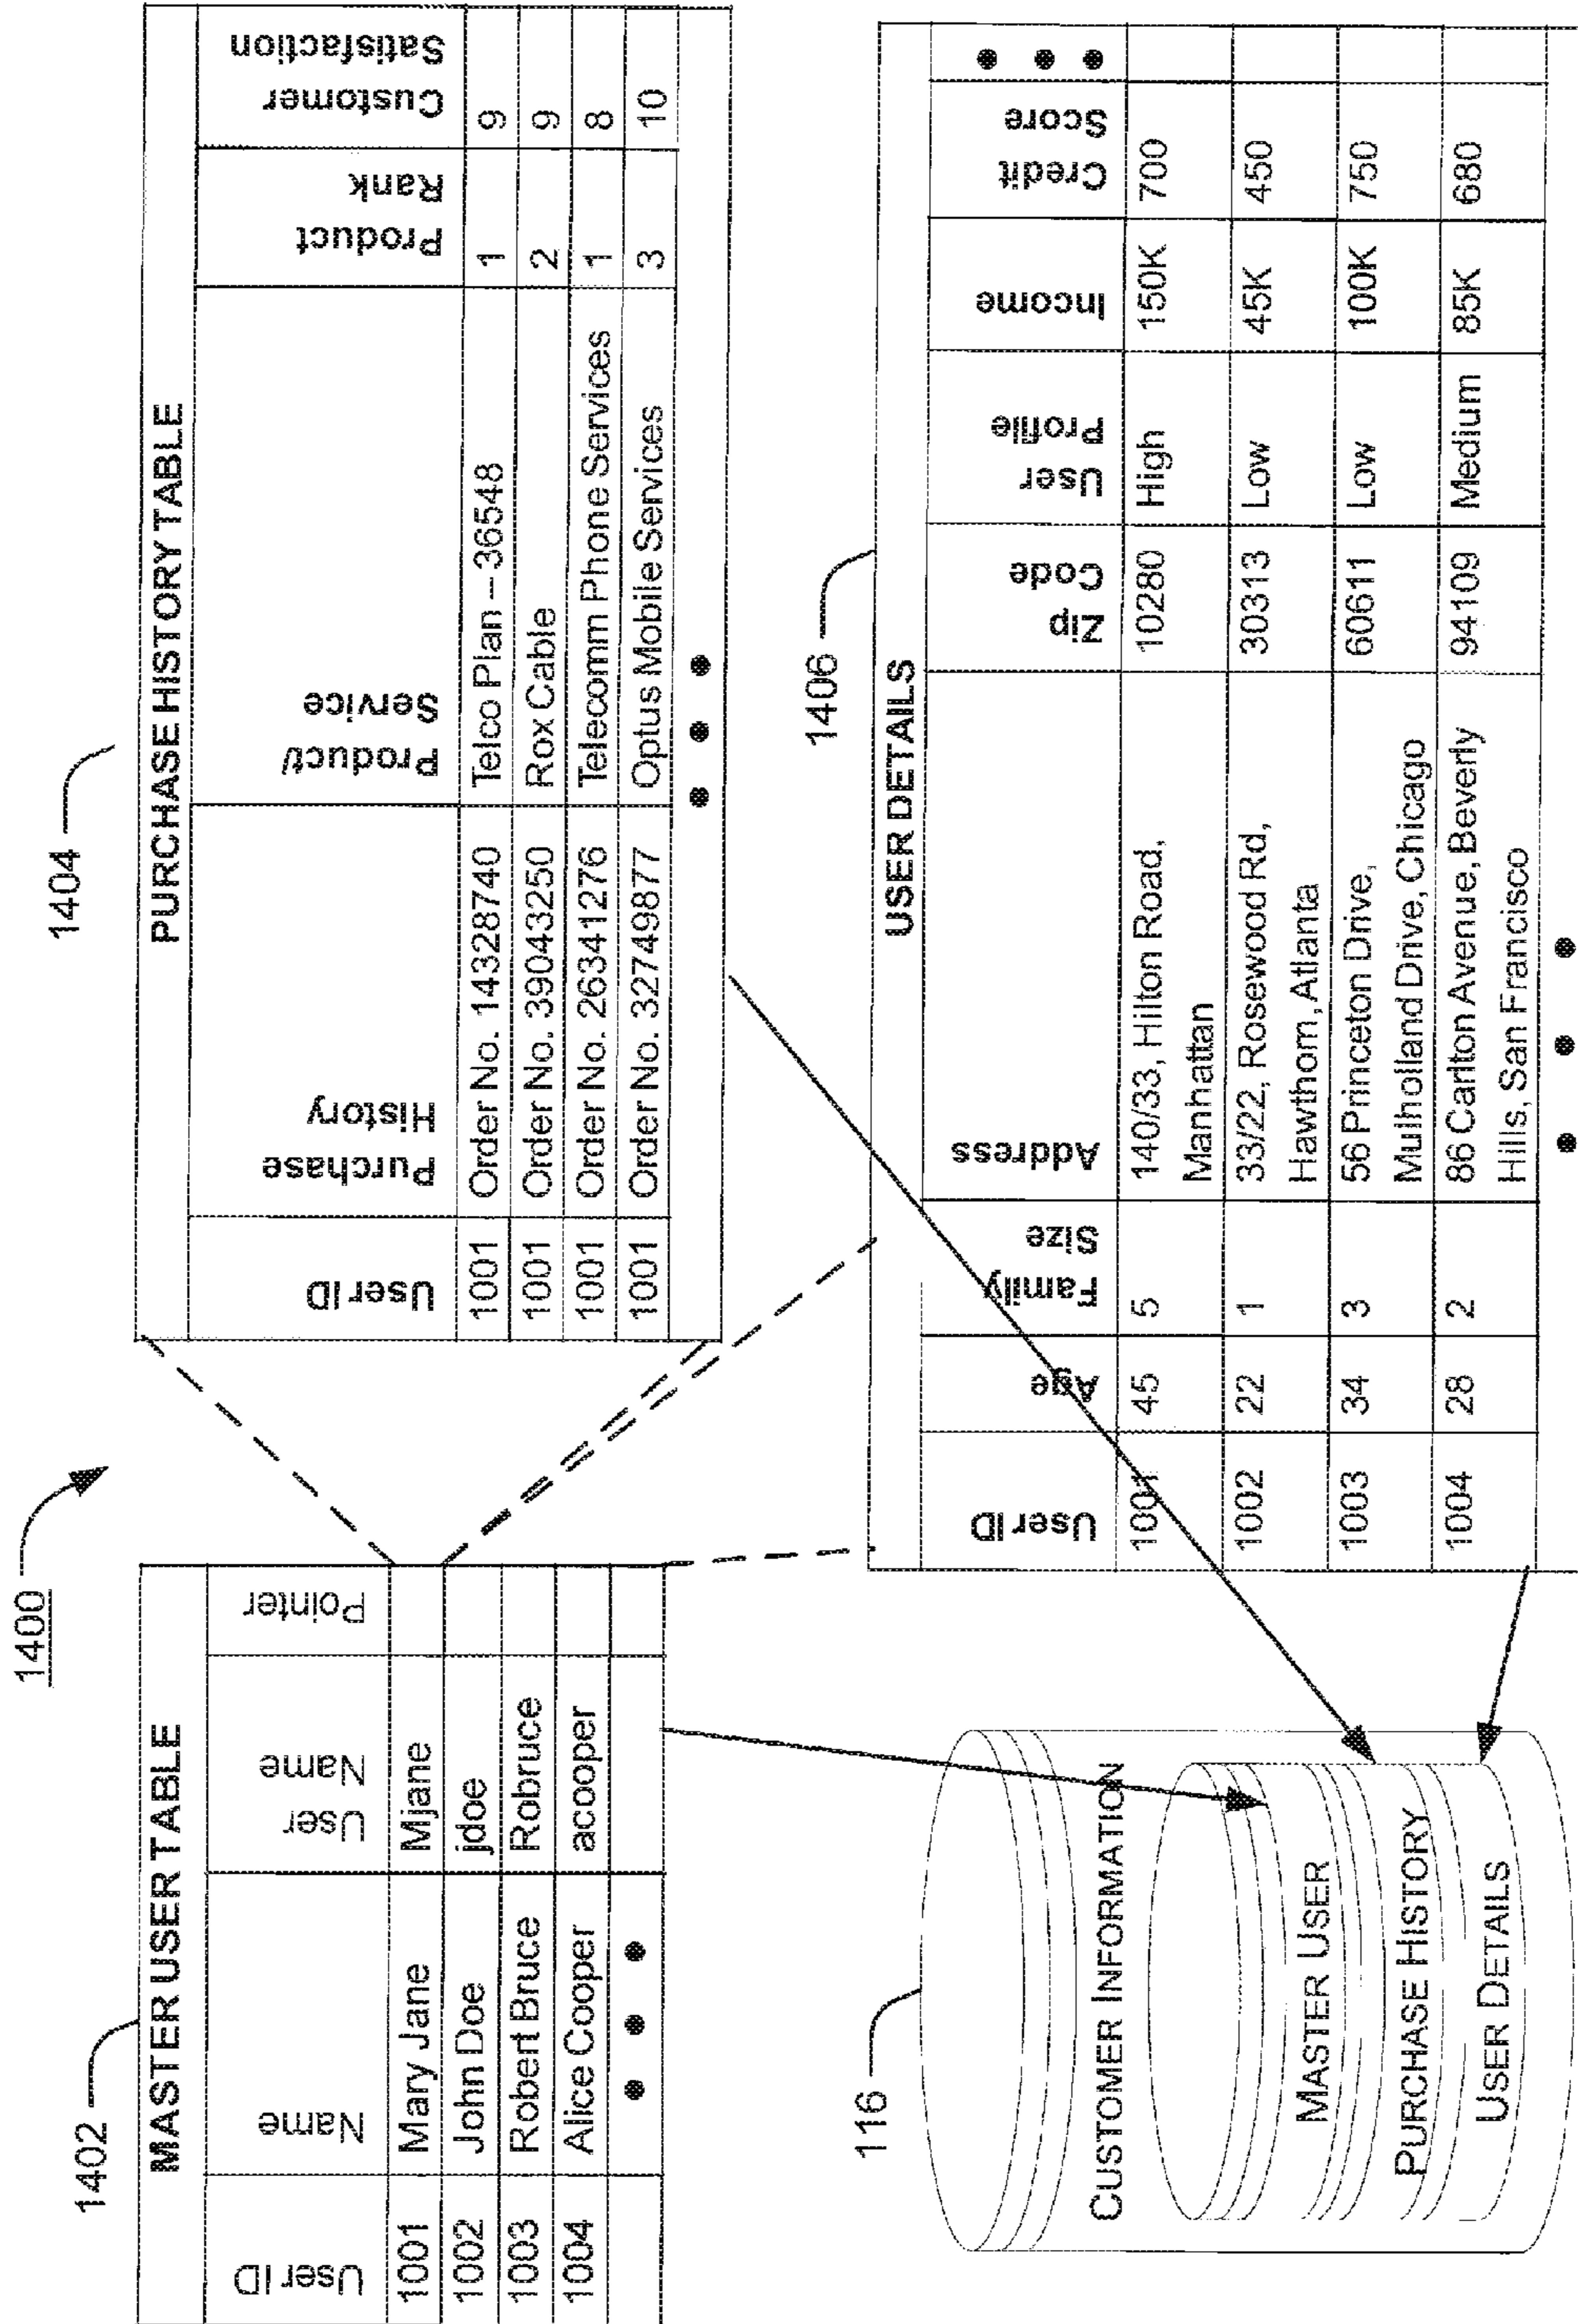 1400
1402
MASTER USER TABLE
User ID
Name
User
Name
Pointer
1001 Mary Jane Mjane
1002 John Doe jdoe
1003 Robert Bruce Robruce
1004 Alice Cooper acooper
1404
PURCHASE HISTORY TABLE
User ID
Purchase
History
Product/
Service
Product
Rank
Customer
Satisfaction
1001 Order No. 14328740 Telco Plan – 36548 1 9
1001 Order No. 39043250 Rox Cable 2 9
1001 Order No. 26341276 Telecomm Phone Services 1 8
1001 Order No. 32749877 Optus Mobile Services 3 10
116
CUSTOMER INFORMATION
MASTER USER
PURCHASE HISTORY
USER DETAILS
1406
USER DETAILS
User ID
Age
Family
Size
Address
Zip
Code
User
Profile
Income
Credit
Score
1001 45 5 140/33, Hilton Road, 10280 High 150K 700
Manhattan
1002 22 1 33/22, Rosewood Rd, 30313 Low 45K 450
Hawthorn, Atlanta
1003 34 3 56 Princeton Drive, 60611 Low 100K 750
Mulholland Drive, Chicago
1004 28 2 86 Carlton Avenue, Beverly 94109 Medium 85K 680
Hills, San Francisco